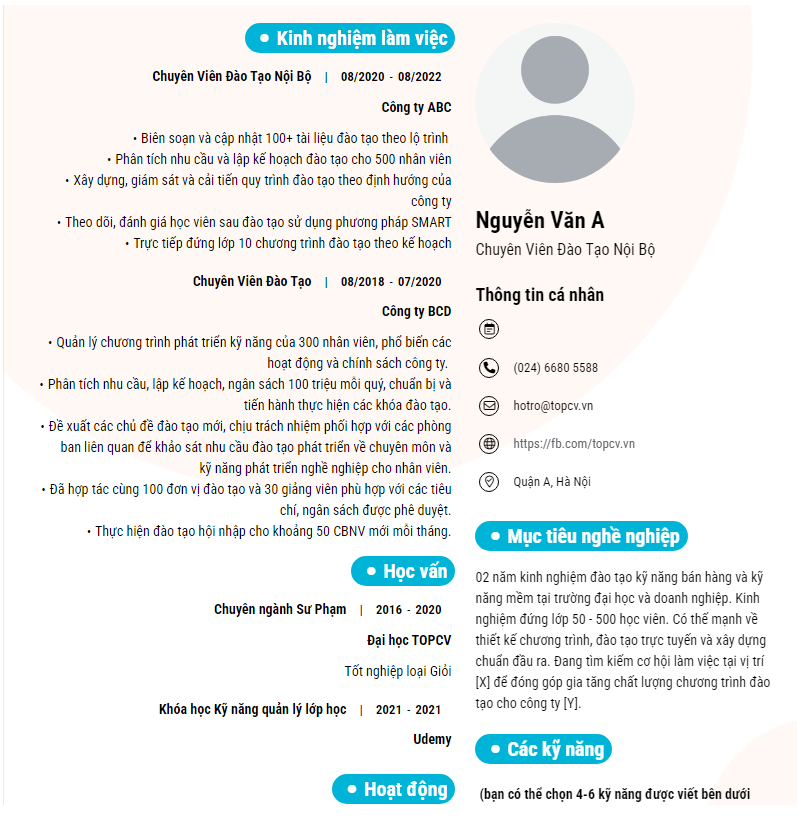 Kinh nghiệm làm việc
Chuyên Viên Đào Tạo Nội Bộ | 08/2020 - 08/2022
Công ty ABC
• Biên soạn và cập nhật 100+ tài liệu đào tạo theo lộ trình
• Phân tích nhu cầu và lập kế hoạch đào tạo cho 500 nhân viên
• Xây dựng, giám sát và cải tiến quy trình đào tạo theo định hướng của
công ty
• Theo dõi, đánh giá học viên sau đào tạo sử dụng phương pháp SMART
• Trực tiếp đứng lớp 10 chương trình đào tạo theo kế hoạch
Chuyên Viên Đào Tạo | 08/2018 - 07/2020
Công ty BCD
• Quản lý chương trình phát triển kỹ năng của 300 nhân viên, phổ biến các
hoạt động và chính sách công ty.
• Phân tích nhu cầu, lập kế hoạch, ngân sách 100 triệu mỗi quý, chuẩn bị và
tiến hành thực hiện các khóa đào tạo.
• Đề xuất các chủ đề đào tạo mới, chịu trách nhiệm phối hợp với các phòng
ban liên quan để khảo sát nhu cầu đào tạo phát triển về chuyên môn và
kỹ năng phát triển nghề nghiệp cho nhân viên.
• Đã hợp tác cùng 100 đơn vị đào tạo và 30 giảng viên phù hợp với các tiêu
chí, ngân sách được phê duyệt.
• Thực hiện đào tạo hội nhập cho khoảng 50 CBNV mới mỗi tháng.
Học vấn
Chuyên ngành Sư Phạm | 2016 - 2020
Đại học TOPCV
Tốt nghiệp loại Giỏi
Khóa học Kỹ năng quản lý lớp học | 2021 - 2021
Udemy
Hoạt động
Nguyễn Văn A
Chuyên Viên Đào Tạo Nội Bộ
Thông tin cá nhân
(024) 6680 5588
hotro@topcv.vn
https://fb.com/topcv.vn
Quận A, Hà Nội
Mục tiêu nghề nghiệp
02 năm kinh nghiệm đào tạo kỹ năng bán hàng và kỹ
năng mềm tại trường đại học và doanh nghiệp. Kinh
nghiệm đứng lớp 50 - 500 học viên. Có thế mạnh về
thiết kế chương trình, đào tạo trực tuyến và xây dựng
chuẩn đầu ra. Đang tìm kiếm cơ hội làm việc tại vị trí
[X] để đóng góp gia tăng chất lượng chương trình đào
tạo cho công ty [Y].
Các kỹ năng
(bạn có thể chọn 4-6 kỹ năng được viết bên dưới